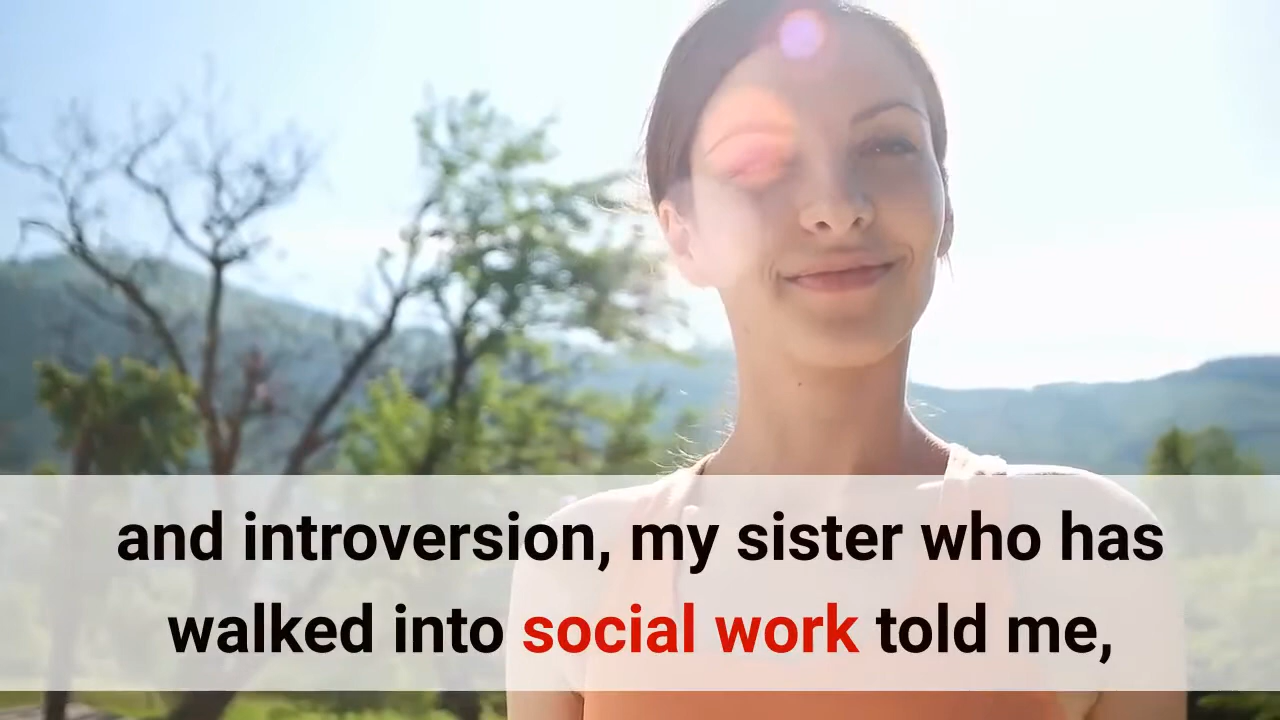 and introversion, my sister who has
walked into social work told me,